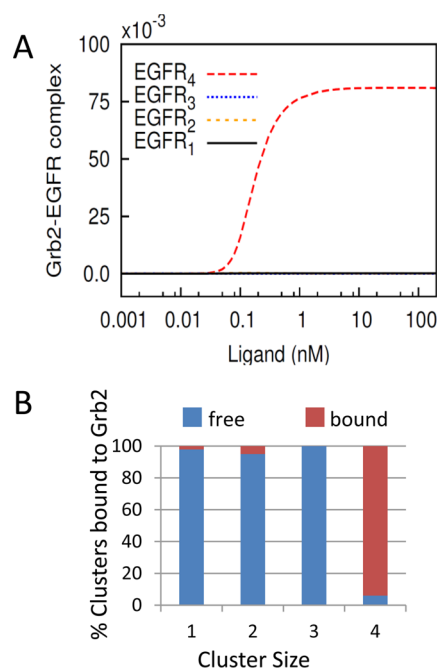 A
×10-3
100
75
50
25
0.0
Grb2-EGFR complex
EGFR4
EGFR3
EGFR2
EGFR1
0.001 0.01 0.1 1 10 100
Ligand (nM)
B
free bound
% Clusters bound to Grb2
100
80
60
40
20
0
1 2 3 4
Cluster Size